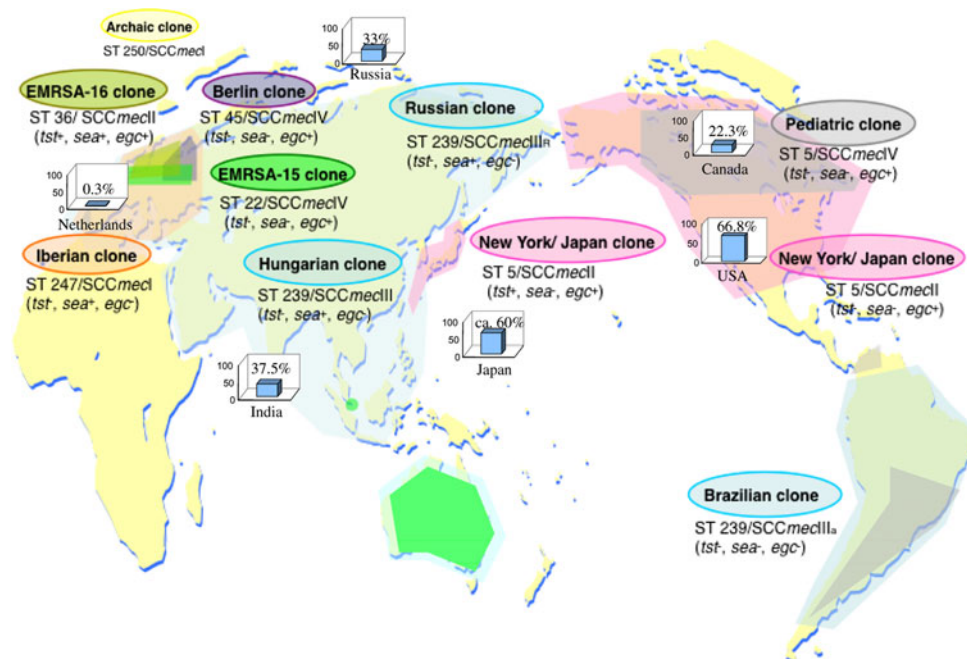 Archaic clone
ST 250/SCCmecI
100
50
0
33%
Russia
EMRSA-16 clone
ST 36/ SCCmecII
(tst+, sea-, egc+)
Berlin clone
ST 45/SCCmecIV
(tst-, sea-, egc+)
Russian clone
ST 239/SCCmecIIIR
(tst-, sea+, egc-)
100
50
0
22.3%
Canada
Pediatric clone
ST 5/SCCmecIV
(tst-, sea-, egc+)
100
50
0
0.3%
Netherlands
EMRSA-15 clone
ST 22/SCCmecIV
(tst-, sea-, egc+)
Iberian clone
ST 247/SCCmecI
(tst-, sea+, egc-)
Hungarian clone
ST 239/SCCmecIII
(tst-, sea+, egc-)
New York/ Japan clone
ST 5/SCCmecII
(tst+, sea-, egc+)
100
50
0
66.8%
USA
New York/ Japan clone
ST 5/SCCmecII
(tst-, sea-, egc+)
100
50
0
37.5%
India
100
50
0
ca. 60%
Japan
Brazilian clone
ST 239/SCCmecIIIa
(tst-, sea-, egc-)